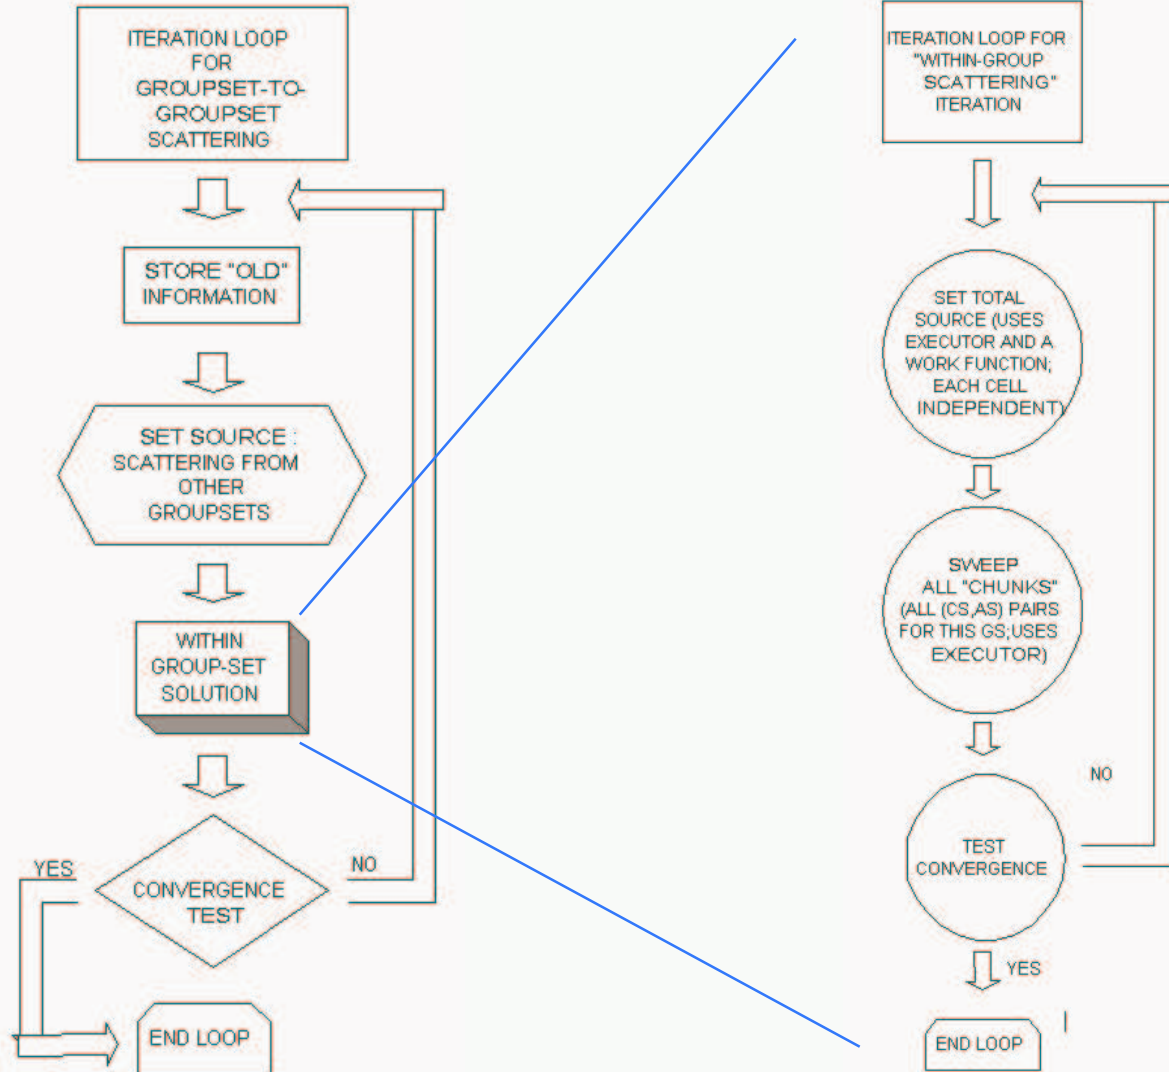 ITERATION LOOP
FOR
GROUPSET-TO-
GROUPSET
SCATTERING
STORE "OLD"
INFORMATION
SET SOURCE :
SCATTERING FROM
OTHER
GROUPSETS
WITHIN
GROUP-SET
SOLUTION
YES
NO
CONVERGENCE
TEST
END LOOP
ITERATION LOOP FOR
"WITHIN-GROUP
SCATTERING"
ITERATION
SET TOTAL
SOURCE (USES
EXECUTOR AND A
WORK FUNCTION;
EACH CELL
INDEPENDENT)
SWEEP
ALL "CHUNKS"
(ALL (CS,AS) PAIRS
FOR THIS GS;USES
EXECUTOR)
NO
TEST
CONVERGENCE
YES
END LOOP